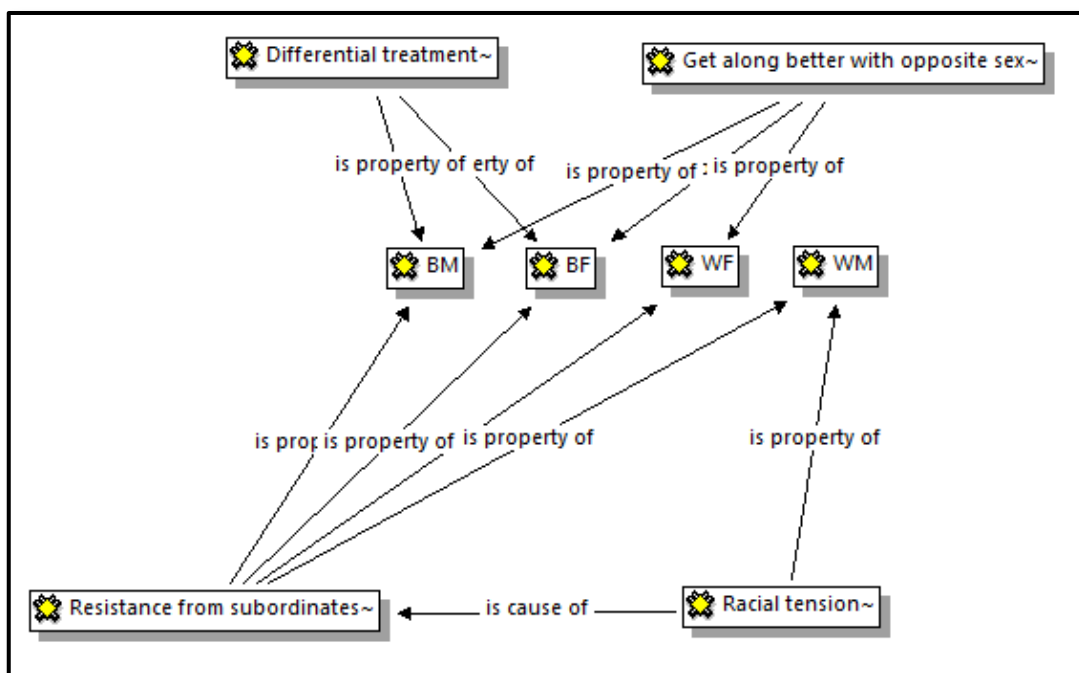 Differential treatment~
Get along better with opposite sex~
is property of
erty of
is property of
is property of
BM
BF
WF
WM
is prop
is property of
is property of
is property of
Resistance from subordinates~
is cause of
Racial tension~